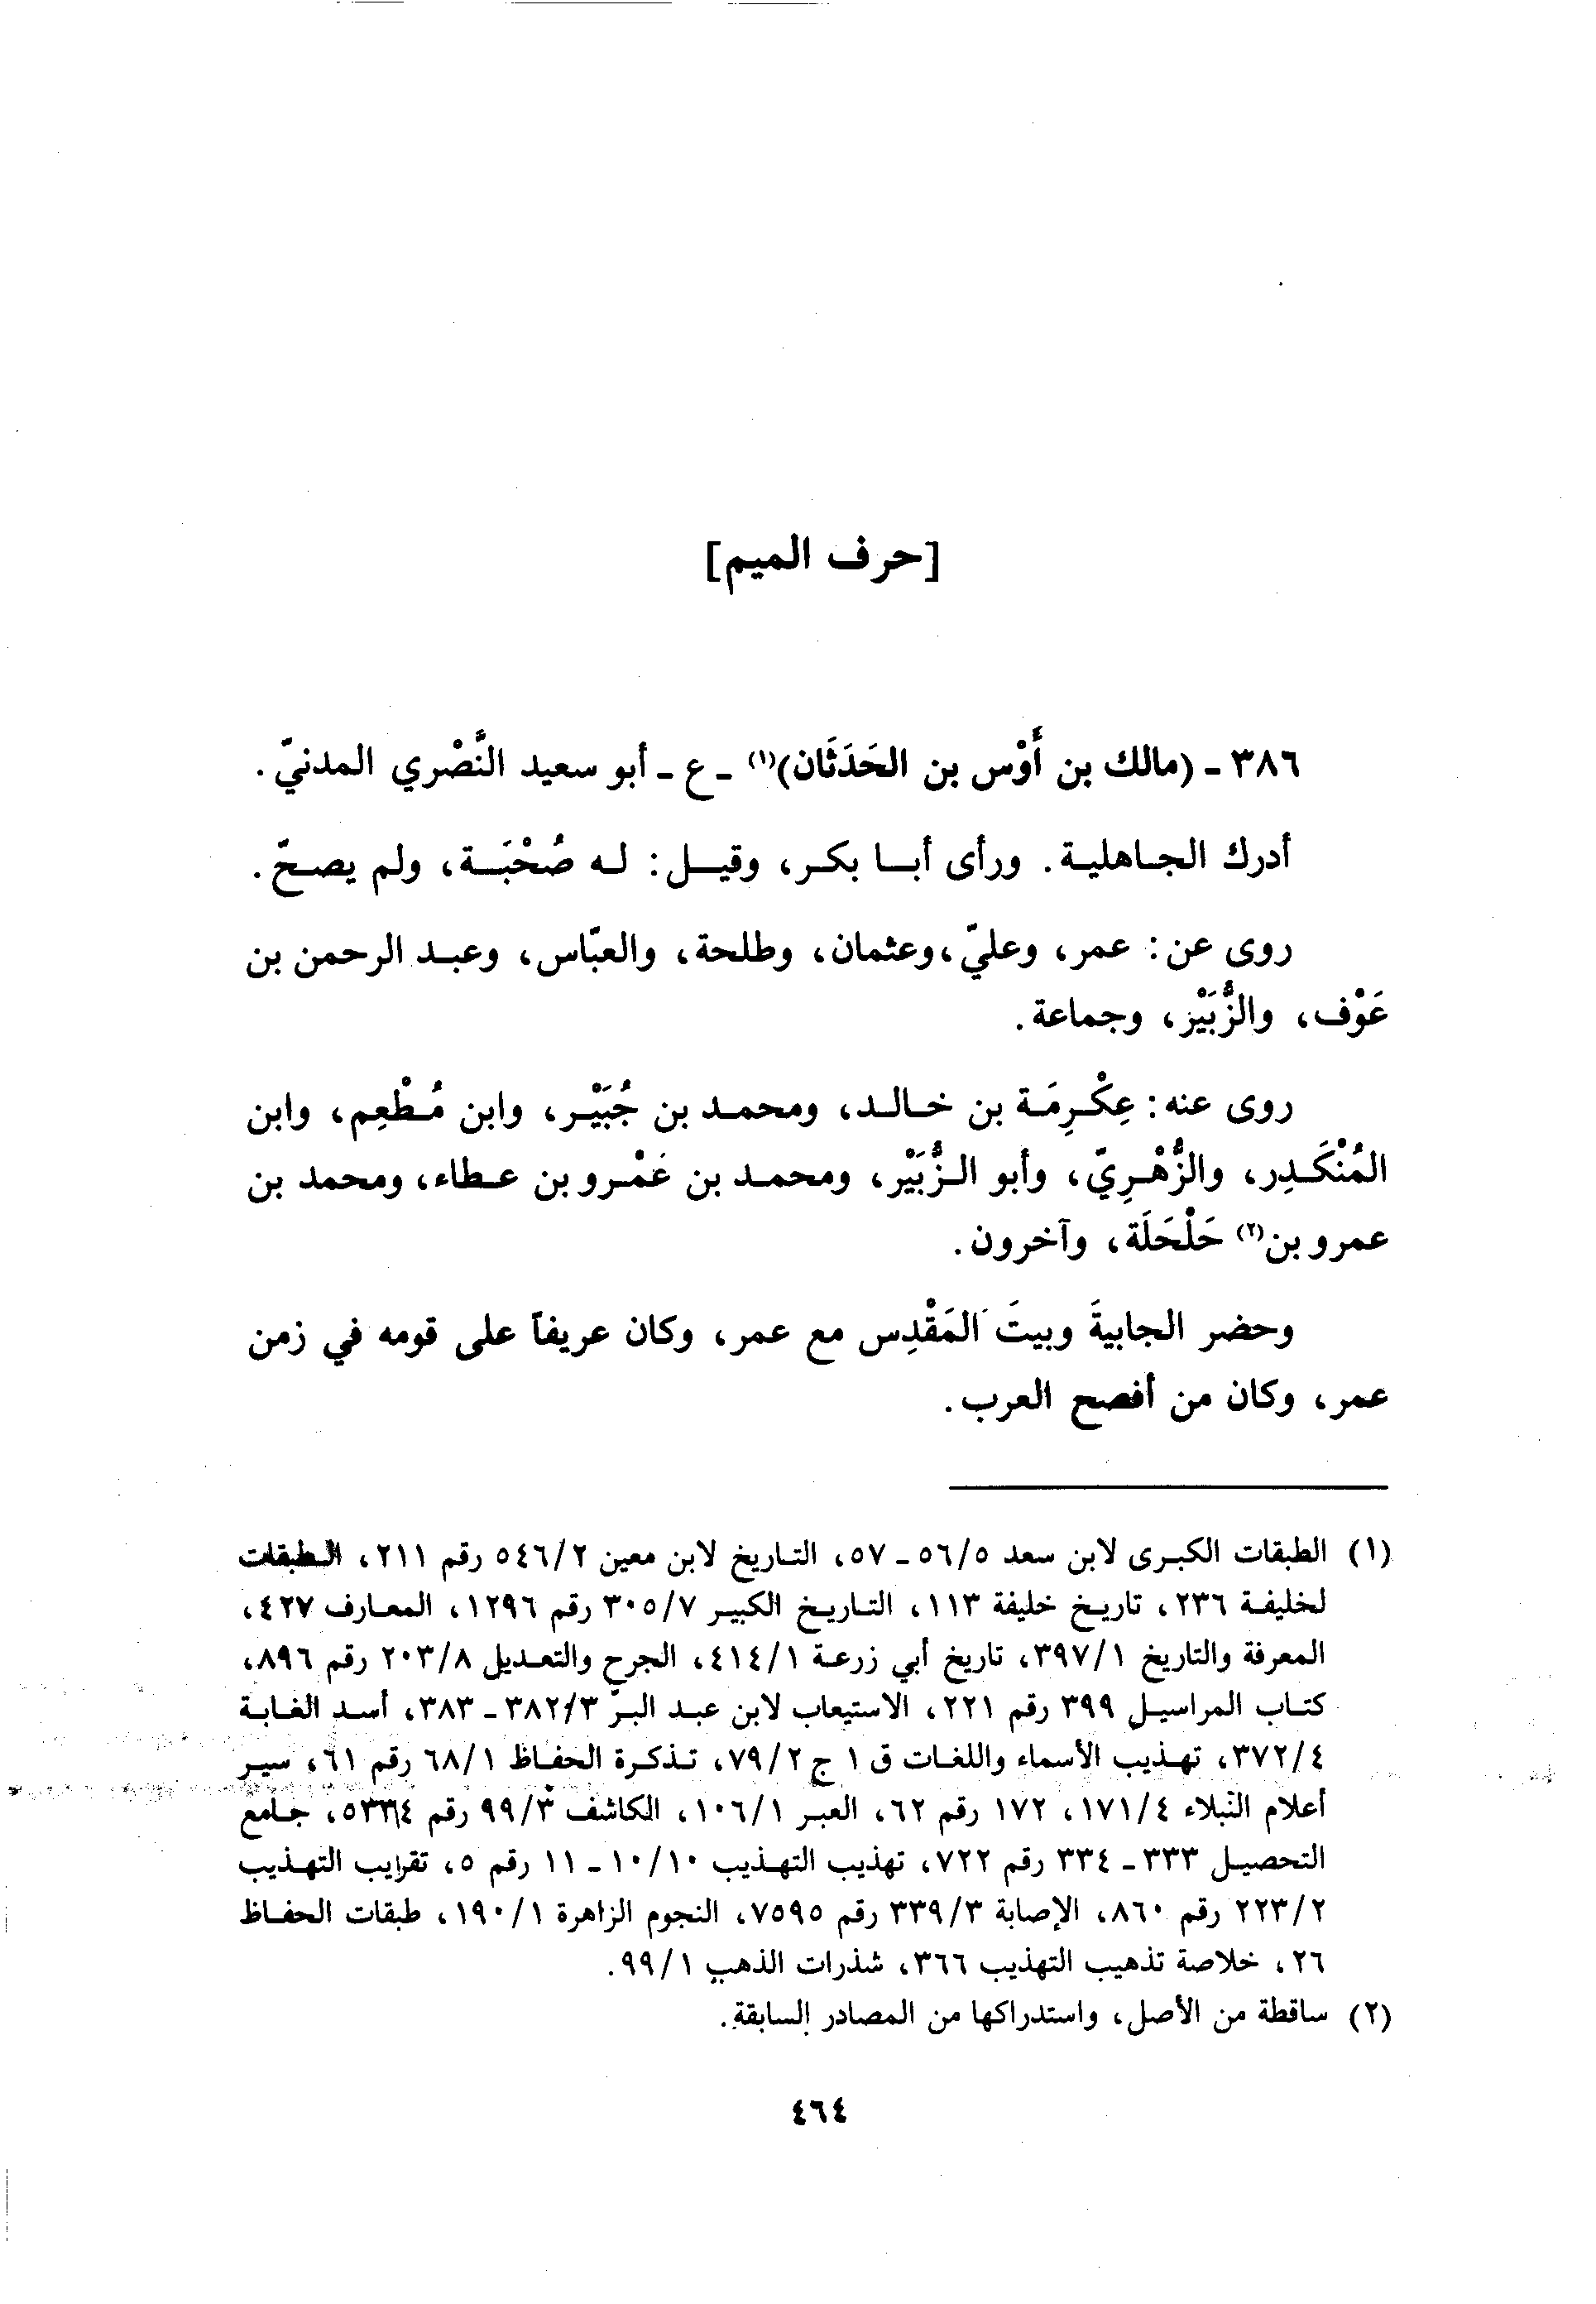 [حرف الميم]
٣٨٦ - (مالك بن أَوْس بن الحَدَثَان)(١) - ع - أبو سعيد النَّصْري المدنيّ.
أدرك الجاهلية. ورأى أبا بكر، وقيل: له صُحْبَة، ولم يصحّ.
روى عن: عمر، وعليّ، وعثمان، وطلحة، والعبّاس، وعبد الرحمن بن
عَوْف، والزُّبَيْر، وجماعة.
روى عنه: عِكْرِمَة بن خالد، ومحمد بن جُبَيْر، وابن مُطْعِم، وابن
المُنْكَدِر، والزُّهْرِيّ، وأبو الزُّبَيْر، ومحمد بن عَمْرو بن عطاء، ومحمد بن
عمرو بن(٢) حَلْحَلَة، وآخرون.
وحضر الجابيةَ وبيتَ المَقْدِس مع عمر، وكان عريفاً على قومه في زمن
عمر، وكان من أفصح العرب.
(١) الطبقات الكبرى لابن سعد ٥/ ٥٦ - ٥٧، التاريخ لابن معين ٢/ ٥٤٦ رقم ٢١١، الطبقات
لخليفة ٢٣٦، تاريخ خليفة ١١٣، التاريخ الكبير ٧/ ٣٠٥ رقم ١٢٩٦، المعارف ٤٢٧،
المعرفة والتاريخ ١/ ٣٩٧، تاريخ أبي زرعة ١/ ٤١٤، الجرح والتعديل ٨/ ٢٠٣ رقم ٨٩٦،
كتاب المراسيل ٣٩٩ رقم ٢٢١، الاستيعاب لابن عبد البرّ ٣/ ٣٨٢ - ٣٨٣، أسد الغابة
٤/ ٣٧٢، تهذيب الأسماء واللغات ق ١ ج ٢/ ٧٩، تذكرة الحفاظ ١/ ٦٨ رقم ٦١، سير
أعلام النبلاء ٤/ ١٧١، ١٧٢ رقم ٦٢، العبر ١/ ١٠٦، الكاشف ٣/ ٩٩ رقم ٥٣٣٤، جامع
التحصيل ٣٣٣ - ٣٣٤ رقم ٧٢٢، تهذيب التهذيب ١٠/ ١٠ - ١١ رقم ٥، تقرايب التهذيب
٢/ ٢٢٣ رقم ٨٦٠، الإصابة ٣/ ٣٣٩ رقم ٧٥٩٥، النجوم الزاهرة ١/ ١٩٠، طبقات الحفاظ
٢٦، خلاصة تذهيب التهذيب ٣٦٦، شذرات الذهب ١/ ٩٩.
(٢) ساقطة من الأصل، واستدراكها من المصادر السابقة.
٤٦٤